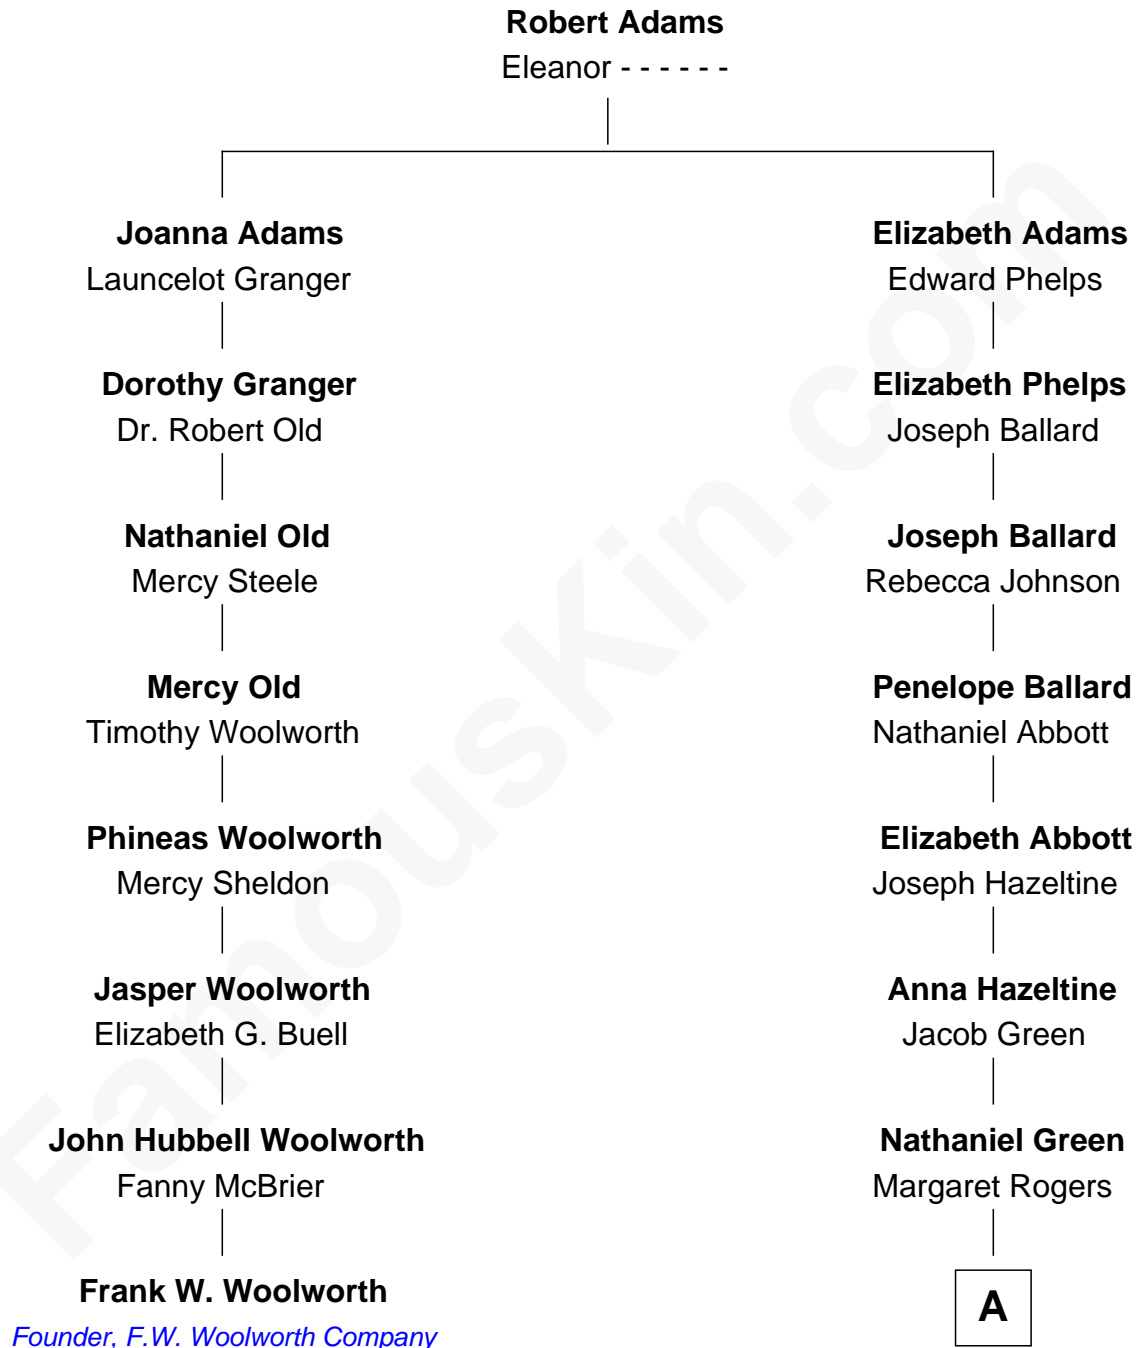 Robert Adams
Eleanor - - - - - -
Joanna Adams
Launcelot Granger
Elizabeth Adams
Edward Phelps
Dorothy Granger
Dr. Robert Old
Elizabeth Phelps
Joseph Ballard
Nathaniel Old
Mercy Steele
Joseph Ballard
Rebecca Johnson
Mercy Old
Timothy Woolworth
Penelope Ballard
Nathaniel Abbott
Phineas Woolworth
Mercy Sheldon
Elizabeth Abbott
Joseph Hazeltine
Jasper Woolworth
Elizabeth G. Buell
Anna Hazeltine
Jacob Green
John Hubbell Woolworth
Fanny McBrier
Nathaniel Green
Margaret Rogers
Frank W. Woolworth
Founder, F.W. Woolworth Company
A
FamousKin.com